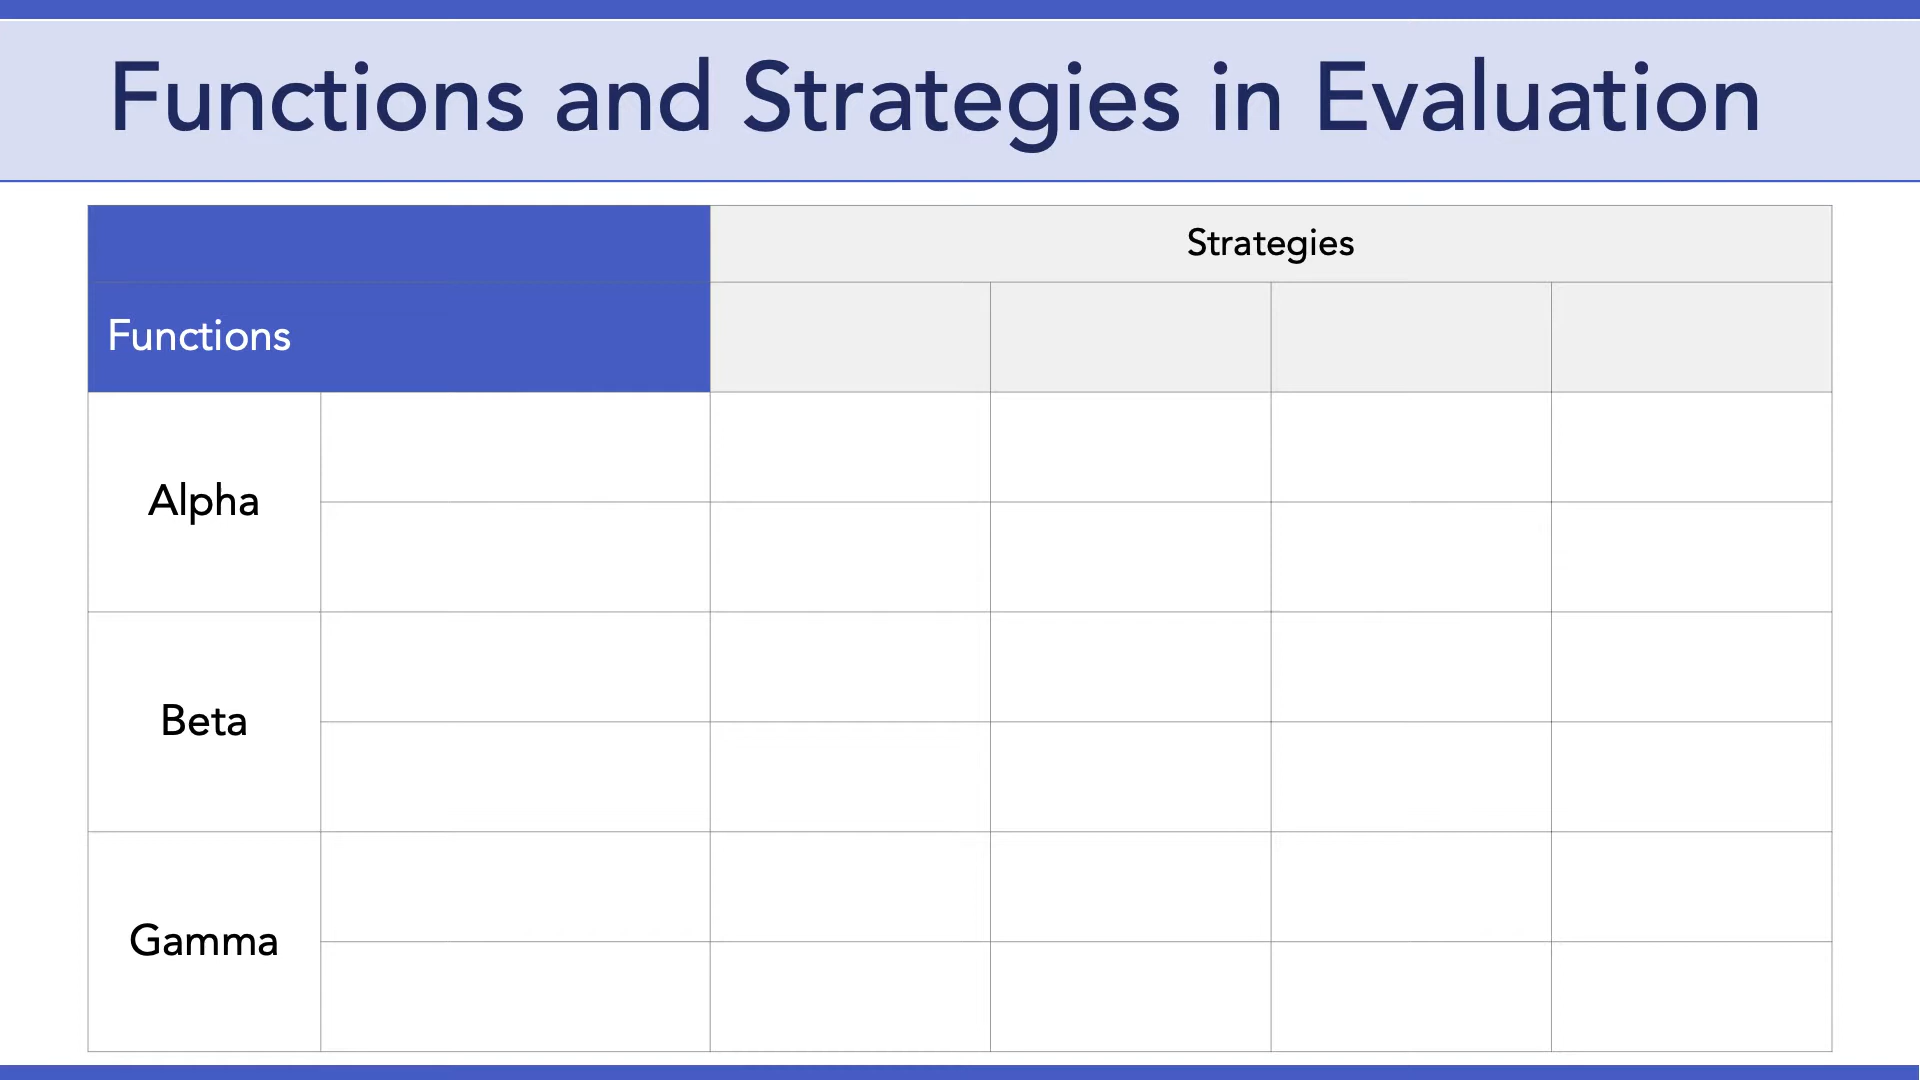 Functions and Strategies in Evaluation
Strategies
Functions
Alpha
Beta
Gamma